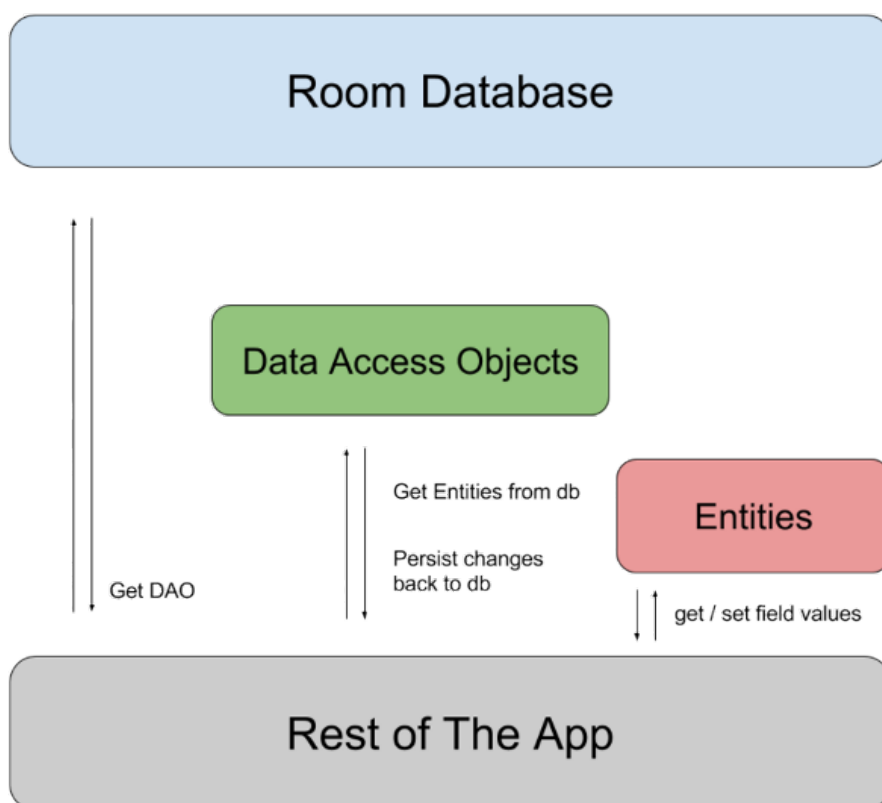 Room Database
Data Access Objects
Get Entities from db
Entities
Persist changes
back to db
Get DAO
get / set field values
Rest of The App